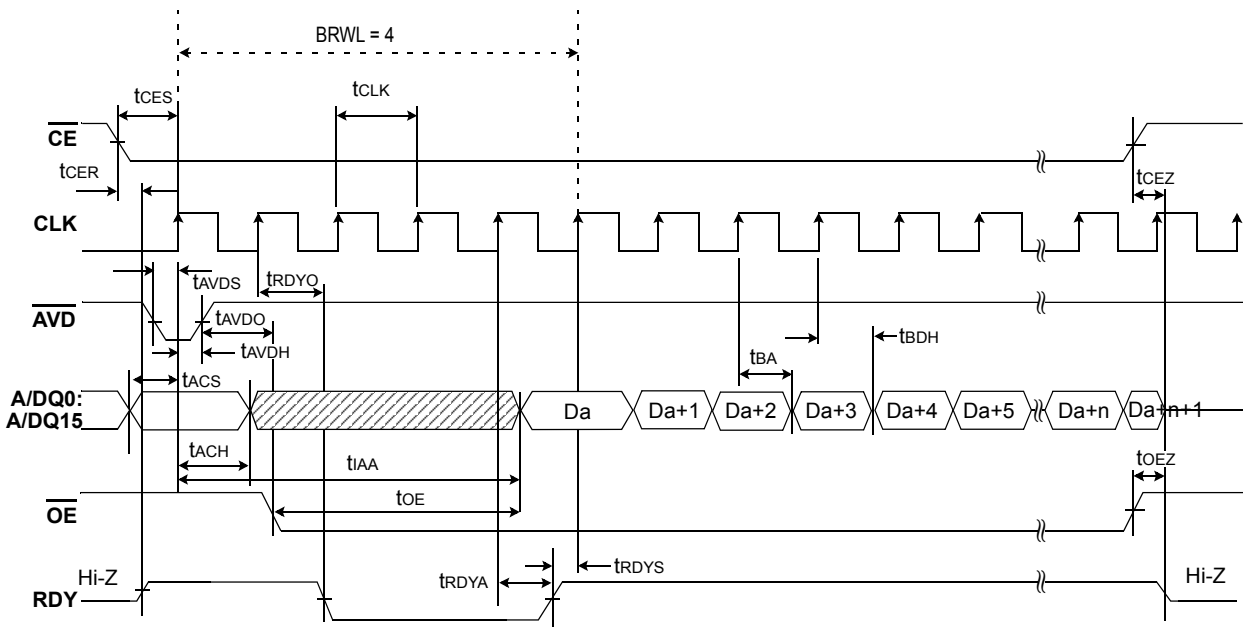 BRWL = 4
tCES
tCLK
CE
tCER
tCEZ
CLK
tAVDS
tRDYO
AVD
tAVDO
tAVDH
tBDH
tBA
tACS
A/DQ0:
A/DQ15
Da
Da+1
Da+2
Da+3
Da+4
Da+5
Da+n
Da+n+1
tACH
tIAA
tOEZ
OE
tOE
Hi-Z
tRDYA
tRDYS
Hi-Z
RDY